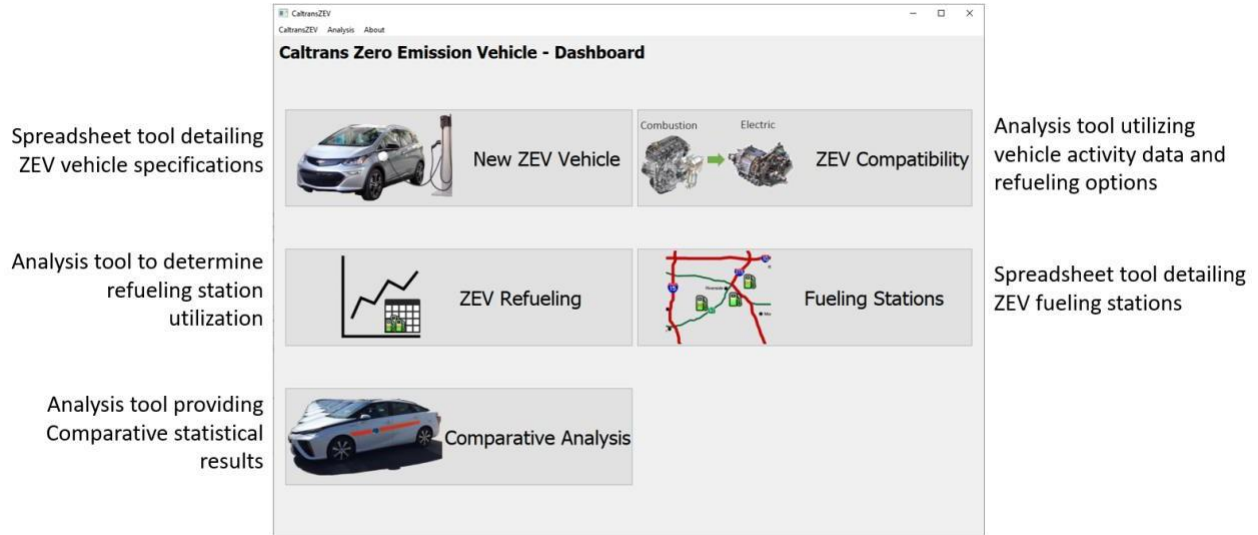 CaltransZEV
CaltransZEV Analysis About
Caltrans Zero Emission Vehicle - Dashboard
Spreadsheet tool detailing
ZEV vehicle specifications
New ZEV Vehicle
Combustion
Electric
ZEV Compatibility
Analysis tool utilizing
vehicle activity data and
refueling options
Analysis tool to determine
refueling station
utilization
ZEV Refueling
Fueling Stations
Spreadsheet tool detailing
ZEV fueling stations
Analysis tool providing
Comparative statistical
results
Comparative Analysis